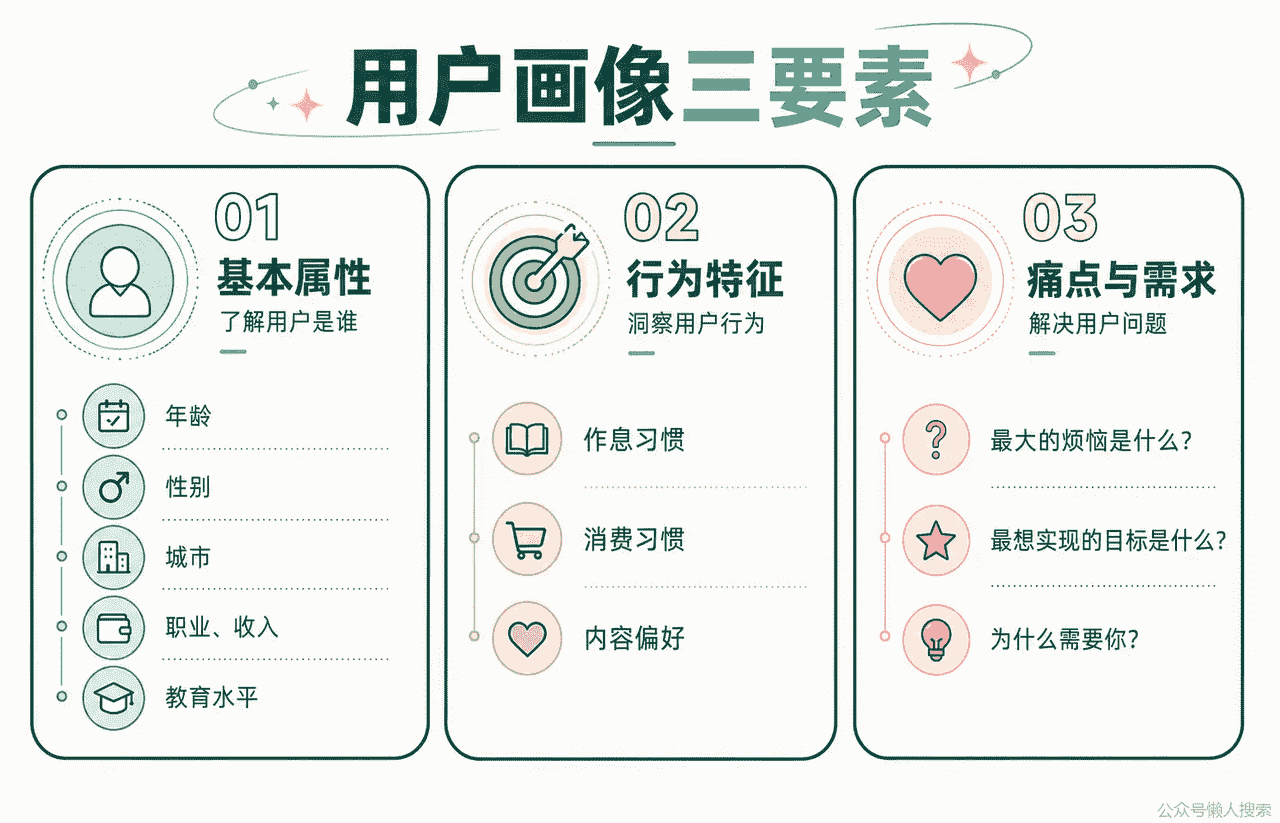 用户画像三要素
01
基本属性
了解用户是谁
年龄
性别
城市
职业、收入
教育水平
02
行为特征
洞察用户行为
作息习惯
消费习惯
内容偏好
03
痛点与需求
解决用户问题
最大的烦恼是什么?
最想实现的目标是什么?
为什么需要你?
公众号懒人搜索